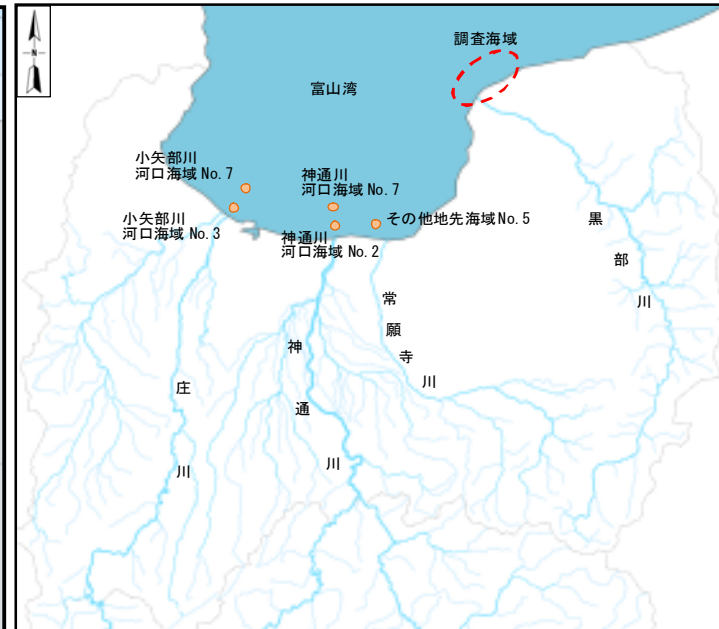 N
調査海域
富山湾
小矢部川
河口海域 No.7
神通川
河口海域 No.7
小矢部川
河口海域 No.3
神通川
河口海域 No.2
その他地先海域No.5
黒部川
常願寺川
神通川
庄川